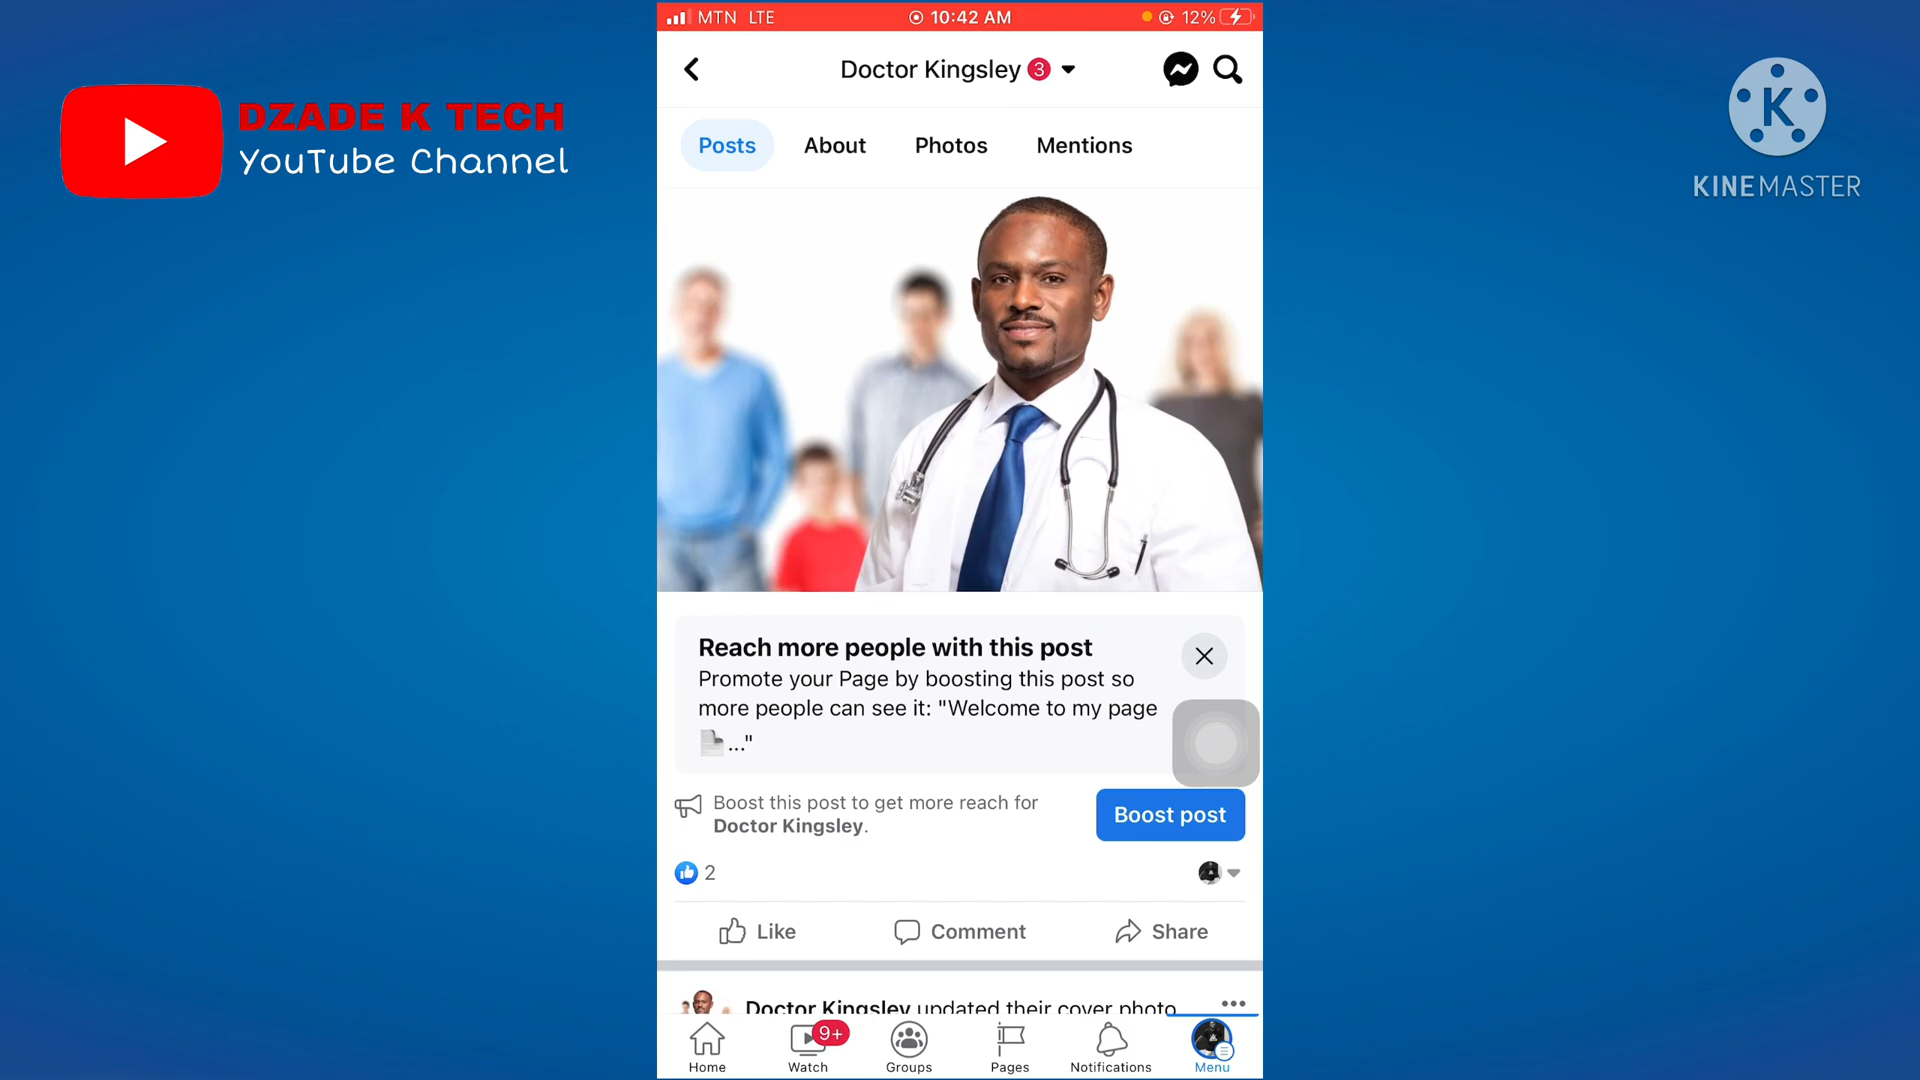 MTN LTE
10:42 AM
12%
DZADE K TECH
YouTube Channel
K
KINEMASTER
Doctor Kingsley 3
Posts
About
Photos
Mentions
Reach more people with this post
Promote your Page by boosting this post so
more people can see it: "Welcome to my page
..."
Boost this post to get more reach for
Doctor Kingsley.
Boost post
2
Like
Comment
Share
Doctor Kingsley updated their cover photo
9+
Home
Watch
Groups
Pages
Notifications
Menu